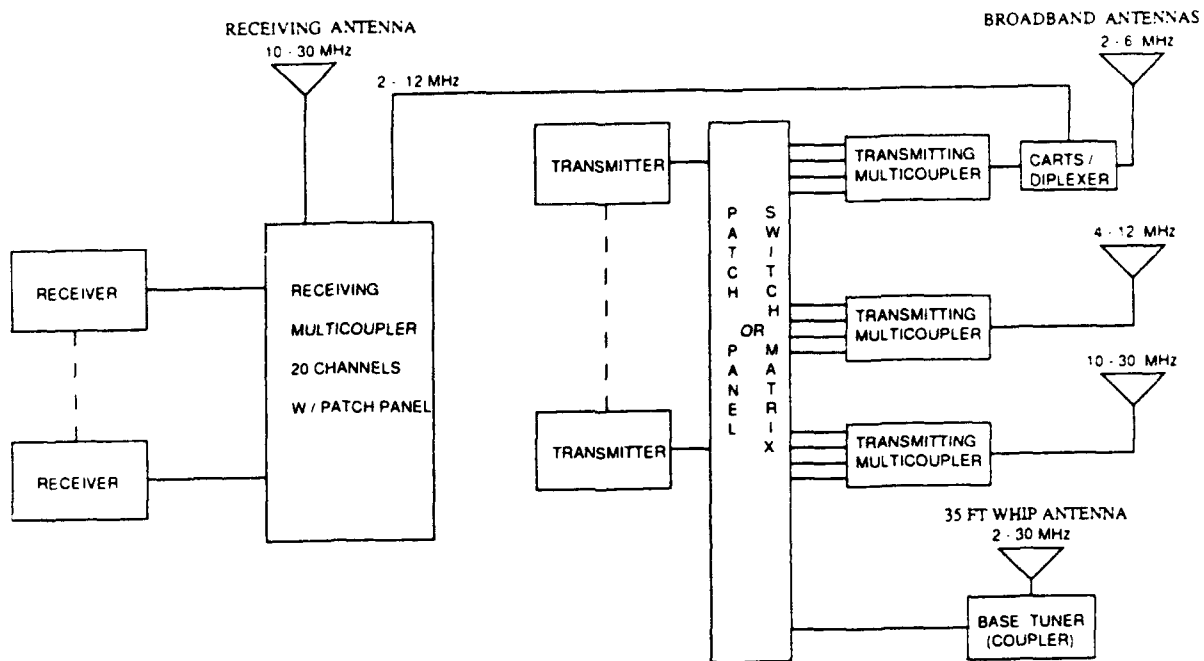 RECEIVING ANTENNA
10 - 30 MHz
2 - 12 MHz
BROADBAND ANTENNAS
2 - 6 MHz
TRANSMITTER
TRANSMITTING
MULTICOUPLER
CARTS /
DIPLEXER
RECEIVER
RECEIVING
MULTICOUPLER
20 CHANNELS
W / PATCH PANEL
RECEIVER
TRANSMITTER
PATCH PANEL
OR
SWITCH MATRIX
4 - 12 MHz
TRANSMITTING
MULTICOUPLER
10 - 30 MHz
TRANSMITTING
MULTICOUPLER
35 FT WHIP ANTENNA
2 - 30 MHz
BASE TUNER
(COUPLER)